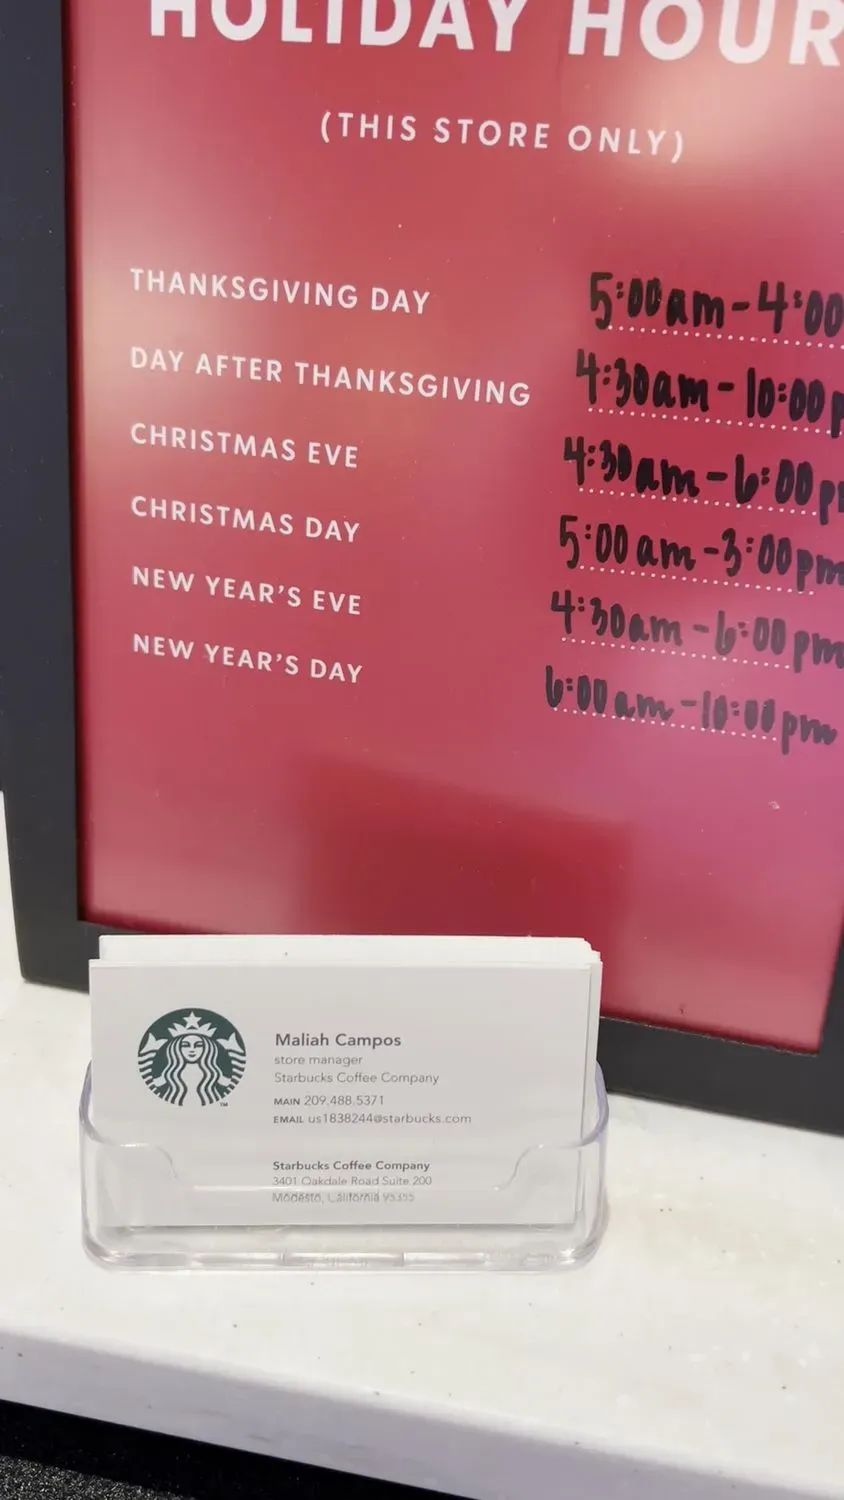 HOLIDAY HOUR
(THIS STORE ONLY)
THANKSGIVING DAY 5:00am-4:00
DAY AFTER THANKSGIVING 4:30am-10:00p
CHRISTMAS EVE 4:30am-6:00pm
CHRISTMAS DAY 5:00am-3:00pm
NEW YEAR'S EVE 4:30am-6:00pm
NEW YEAR'S DAY 6:00am-10:00pm
Maliah Campos
store manager
Starbucks Coffee Company
MAIN 209.488.5371
EMAIL us1838244@starbucks.com
Starbucks Coffee Company
3401 Oakdale Road Suite 200
Modesto, California 95355
TM